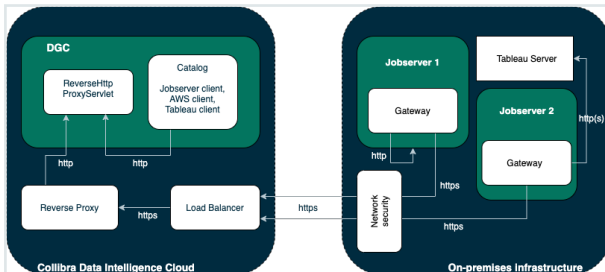 DGC
ReverseHttp
ProxyServlet
Catalog
Jobserver client,
AWS client,
Tableau client
http
http
Reverse Proxy
https
Load Balancer
Collibra Data Intelligence Cloud
https
Jobserver 1
Gateway
http
https
Network
security
Tableau Server
Jobserver 2
http(s)
Gateway
https
On-premises infrastructure